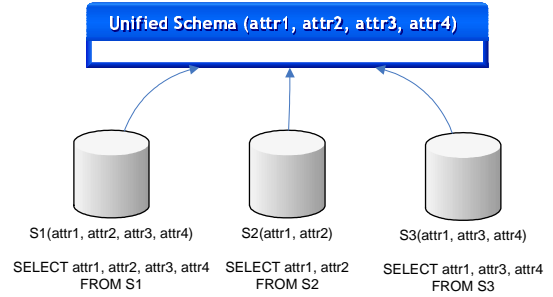 Unified Schema (attr1, attr2, attr3, attr4)
S1(attr1, attr2, attr3, attr4)
S2(attr1, attr2)
S3(attr1, attr3, attr4)
SELECT attr1, attr2, attr3, attr4
FROM S1
SELECT attr1, attr2
FROM S2
SELECT attr1, attr3, attr4
FROM S3